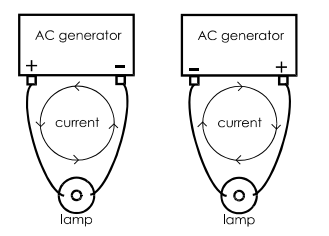 AC generator
+ −
current
lamp
AC generator
− +
current
lamp